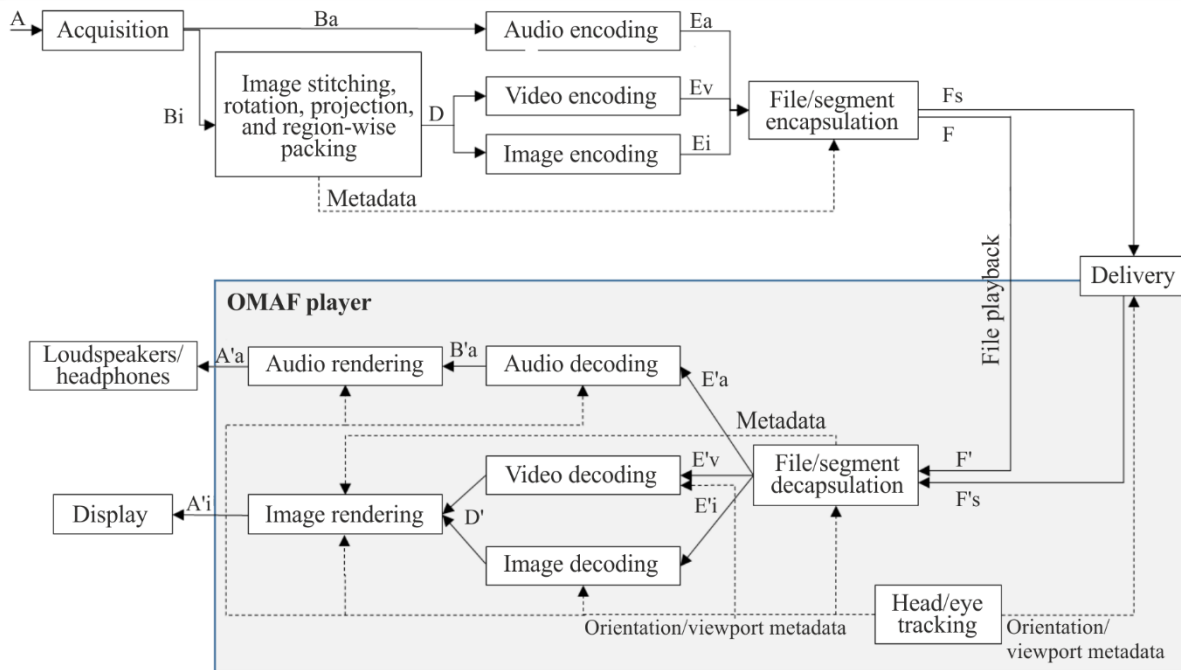 A
Acquisition
Ba
Audio encoding
Ea
Bi
Image stitching,
rotation, projection,
and region-wise
packing
D
Video encoding
Ev
Image encoding
Ei
File/segment
encapsulation
Fs
F
Metadata
File playback
Delivery
OMAF player
Loudspeakers/
headphones
A'a
Audio rendering
B'a
Audio decoding
E'a
Metadata
Display
A'i
Image rendering
D'
Video decoding
E'v
E'i
Image decoding
File/segment
decapsulation
F'
F's
Head/eye
tracking
Orientation/viewport metadata
Orientation/
viewport metadata